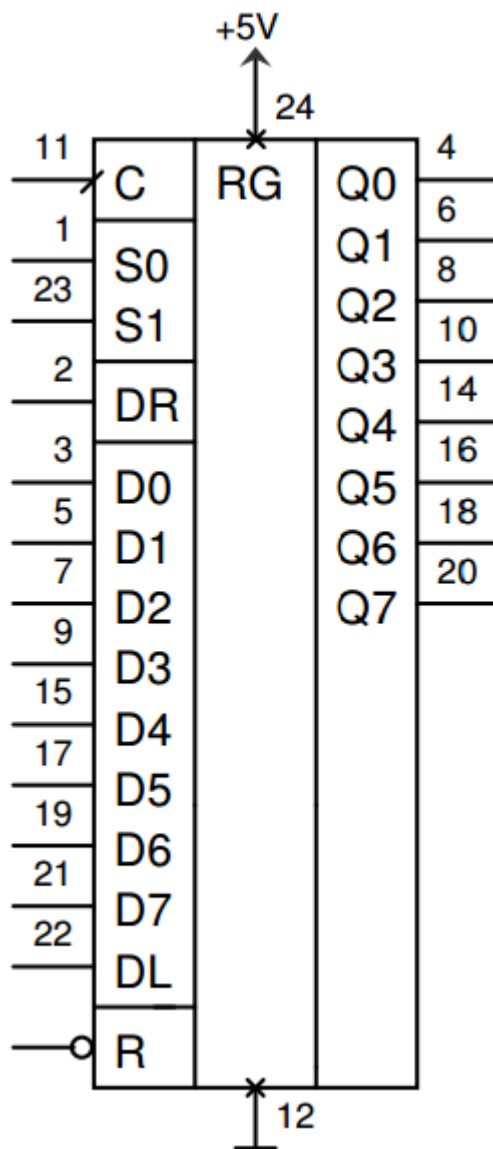 +5V
24
11 C RG Q0 4
1 S0 Q1 6
23 S1 Q2 8
2 DR Q3 10
3 D0 Q4 14
5 D1 Q5 16
7 D2 Q6 18
9 D3 Q7 20
15 D4
17 D5
19 D6
21 D7
22 DL
R
12